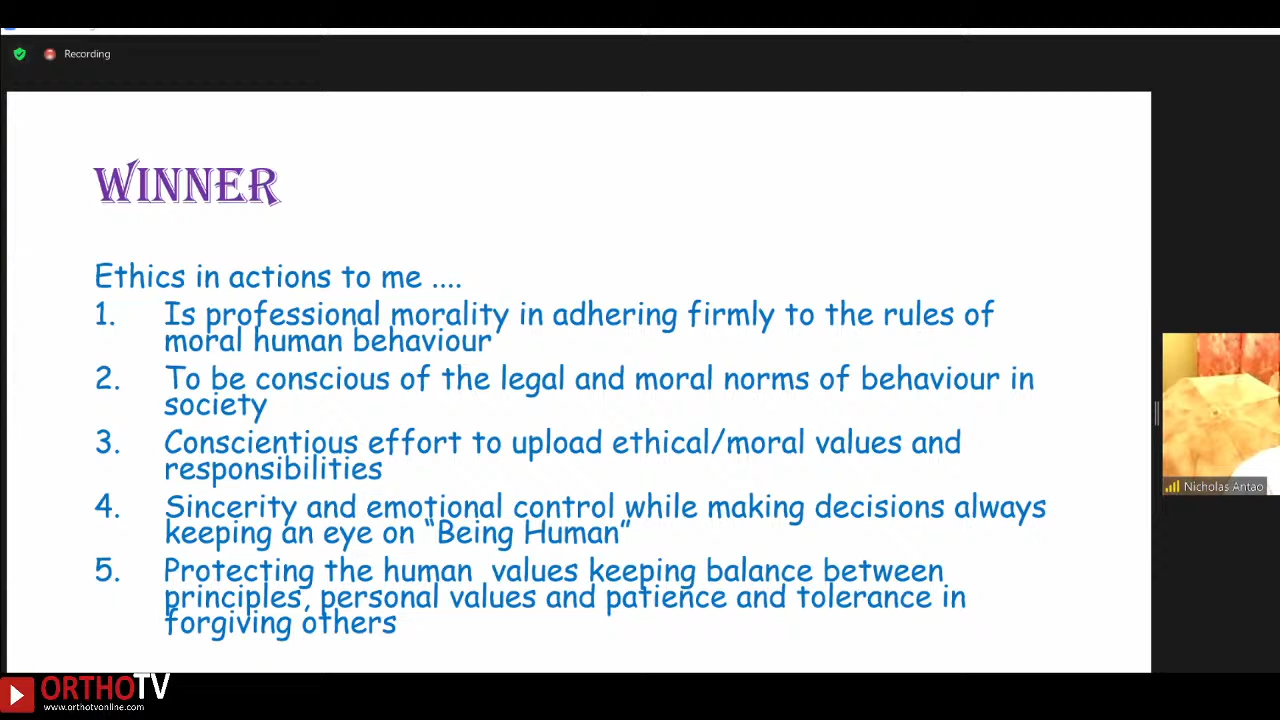 Recording
WINNER
Ethics in actions to me ....
1. Is professional morality in adhering firmly to the rules of
moral human behaviour
2. To be conscious of the legal and moral norms of behaviour in
society
3. Conscientious effort to upload ethical/moral values and
responsibilities
4. Sincerity and emotional control while making decisions always
keeping an eye on “Being Human”
5. Protecting the human values keeping balance between
principles, personal values and patience and tolerance in
forgiving others
Nicholas Antao
ORTHOTV
www.orthotvonline.com